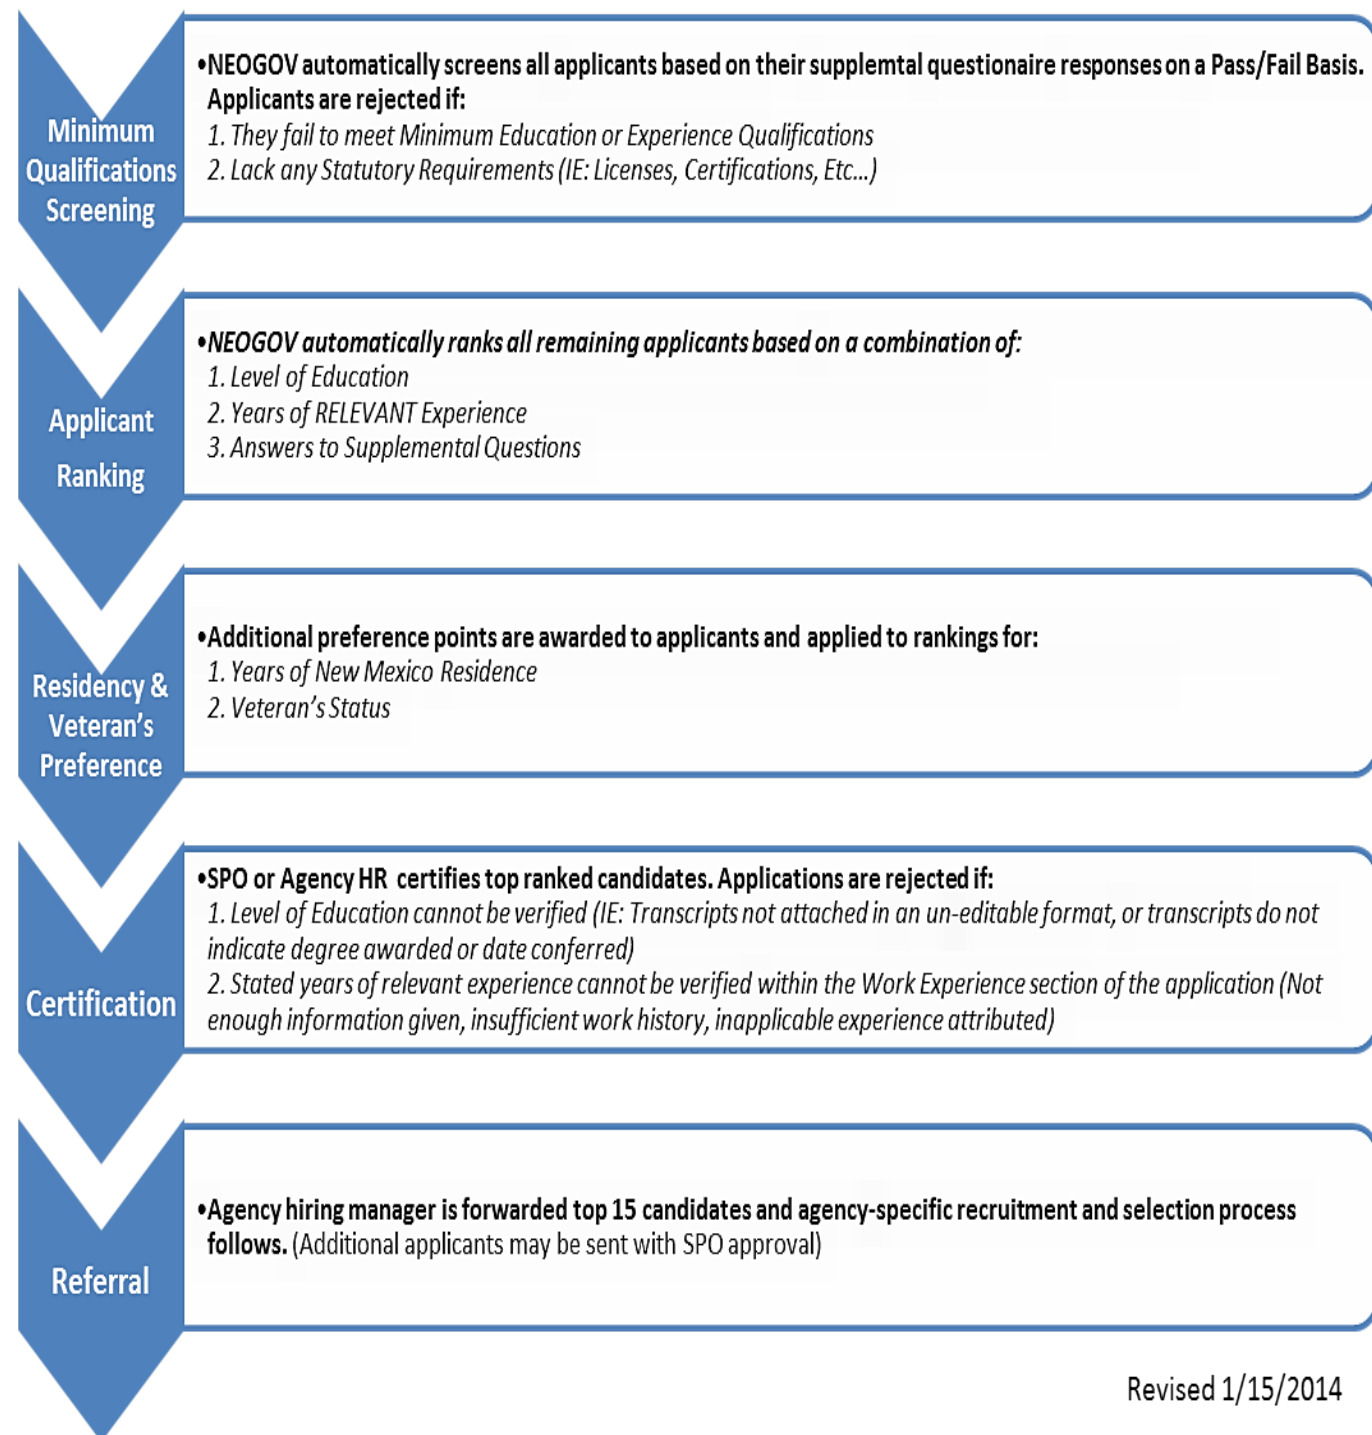 Minimum
Qualifications
Screening
•NEOGOV automatically screens all applicants based on their supplemtal questionaire responses on a Pass/Fail Basis.
Applicants are rejected if:
1. They fail to meet Minimum Education or Experience Qualifications
2. Lack any Statutory Requirements (IE: Licenses, Certifications, Etc...)
Applicant
Ranking
•NEOGOV automatically ranks all remaining applicants based on a combination of:
1. Level of Education
2. Years of RELEVANT Experience
3. Answers to Supplemental Questions
Residency &
Veteran's
Preference
•Additional preference points are awarded to applicants and applied to rankings for:
1. Years of New Mexico Residence
2. Veteran's Status
Certification
•SPO or Agency HR certifies top ranked candidates. Applications are rejected if:
1. Level of Education cannot be verified (IE: Transcripts not attached in an un-editable format, or transcripts do not
indicate degree awarded or date conferred)
2. Stated years of relevant experience cannot be verified within the Work Experience section of the application (Not
enough information given, insufficient work history, inapplicable experience attributed)
Referral
•Agency hiring manager is forwarded top 15 candidates and agency-specific recruitment and selection process
follows. (Additional applicants may be sent with SPO approval)
Revised 1/15/2014